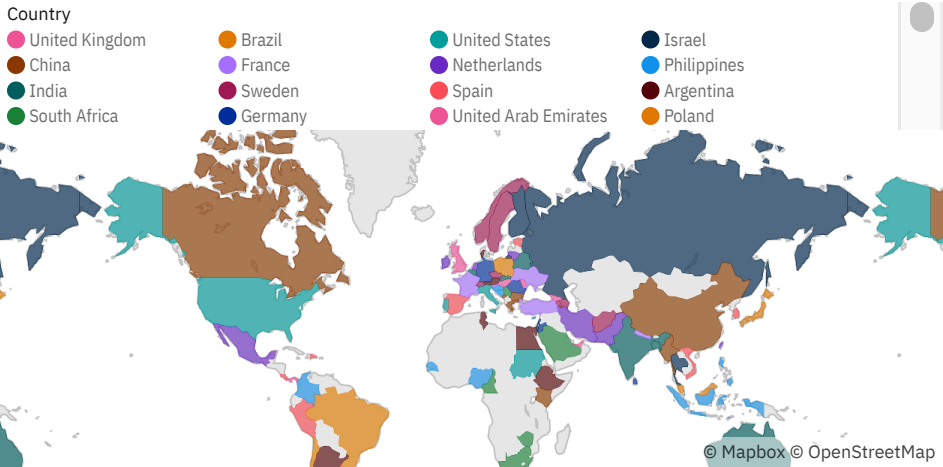 Country
United Kingdom Brazil United States Israel
China France Netherlands Philippines
India Sweden Spain Argentina
South Africa Germany United Arab Emirates Poland
© Mapbox © OpenStreetMap